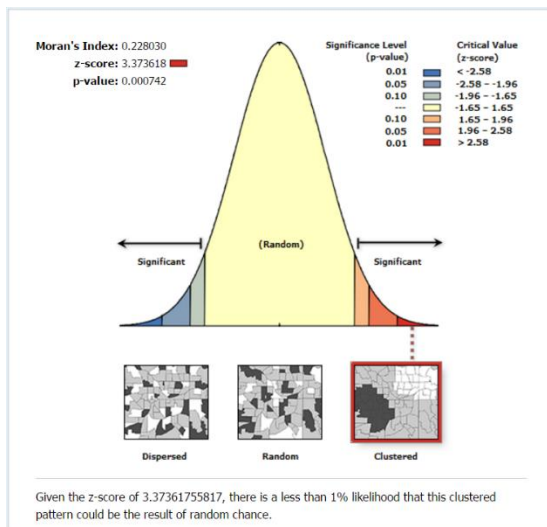 Moran's Index: 0.228030
z-score: 3.373618
p-value: 0.000742
Significance Level (p-value)
Critical Value (z-score)
0.01 < -2.58
0.05 -2.58 – -1.96
0.10 -1.96 – -1.65
--- -1.65 – 1.65
0.10 1.65 – 1.96
0.05 1.96 – 2.58
0.01 > 2.58
Significant
(Random)
Significant
Dispersed
Random
Clustered
Given the z-score of 3.37361755817, there is a less than 1% likelihood that this clustered
pattern could be the result of random chance.